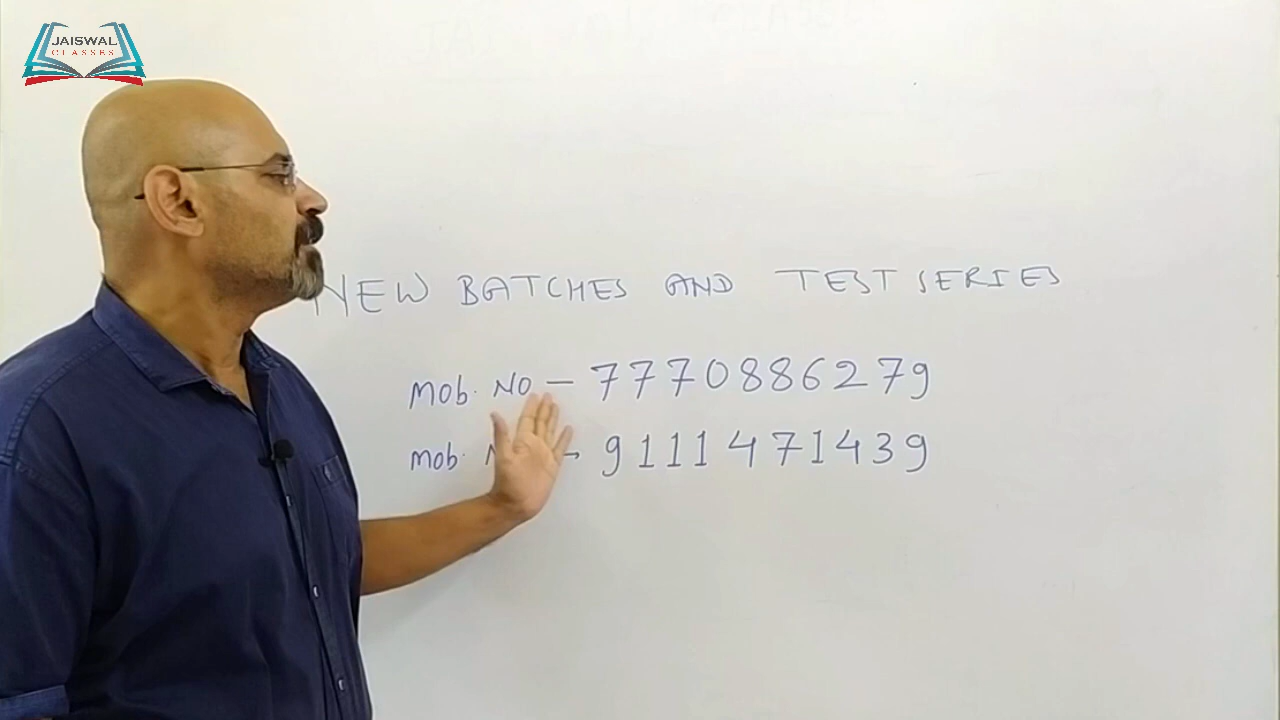 JAISWAL
CLASSES
NEW BATCHES AND TEST SERIES
Mob. NO - 7770886279
Mob. - 9111471439